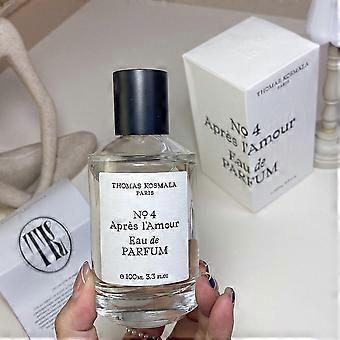 THOMAS KOSMALA
PARIS
No 4
Après l'Amour
Eau de
PARFUM
THOMAS KOSMALA
PARIS
No 4
Après l'Amour
Eau de
PARFUM
e 100ML 3.3 fl.oz
TKS